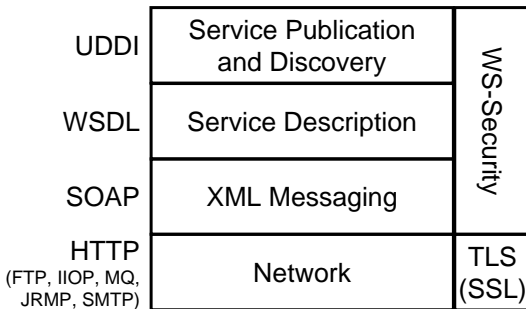 UDDI
Service Publication
and Discovery
WS-Security
WSDL
Service Description
SOAP
XML Messaging
HTTP
(FTP, IIOP, MQ,
JRMP, SMTP)
Network
TLS
(SSL)